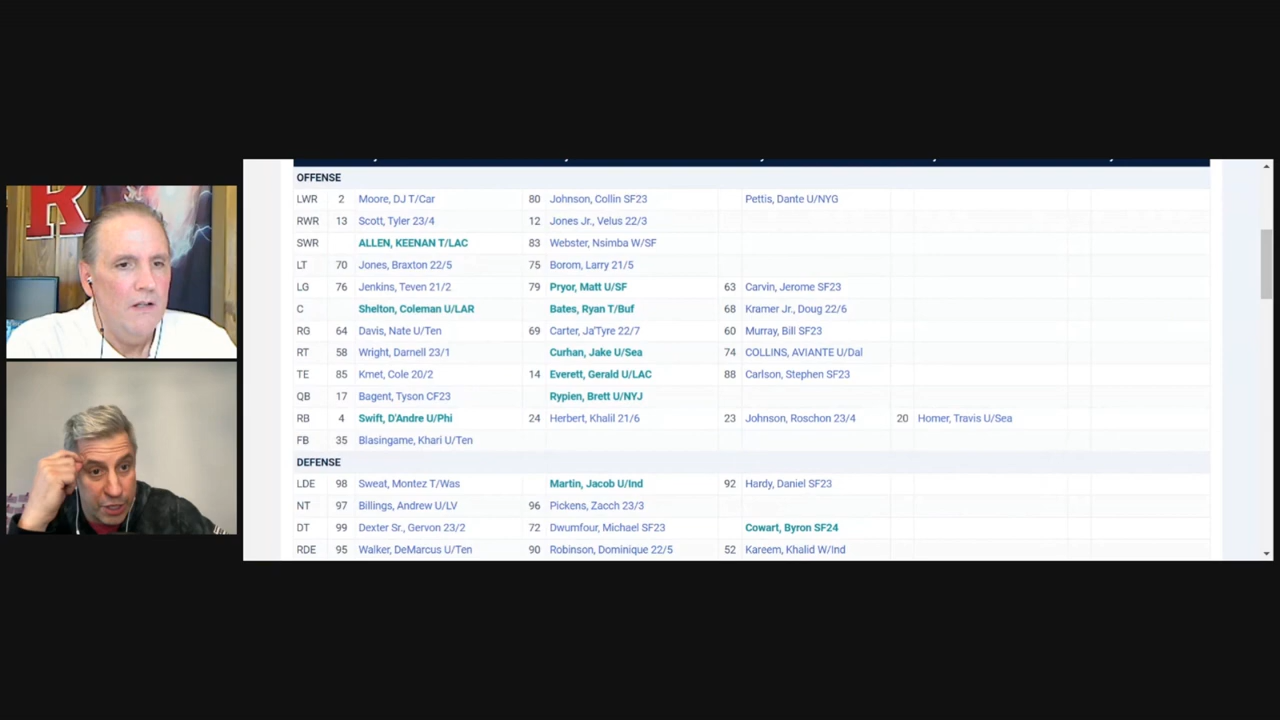 R
OFFENSE
LWR 2 Moore, DJ T/Car 80 Johnson, Collin SF23 Pettis, Dante U/NYG
RWR 13 Scott, Tyler 23/4 12 Jones Jr., Velus 22/3
SWR ALLEN, KEENAN T/LAC 83 Webster, Nsimba W/SF
LT 70 Jones, Braxton 22/5 75 Borom, Larry 21/5
LG 76 Jenkins, Teven 21/2 79 Pryor, Matt U/SF 63 Carvin, Jerome SF23
C Shelton, Coleman U/LAR Bates, Ryan T/Buf 68 Kramer Jr., Doug 22/6
RG 64 Davis, Nate U/Ten 69 Carter, Ja'Tyre 22/7 60 Murray, Bill SF23
RT 58 Wright, Darnell 23/1 Curhan, Jake U/Sea 74 COLLINS, AVIANTE U/Dal
TE 85 Kmet, Cole 20/2 14 Everett, Gerald U/LAC 88 Carlson, Stephen SF23
QB 17 Bagent, Tyson CF23 Rypien, Brett U/NYJ
RB 4 Swift, D'Andre U/Phi 24 Herbert, Khalil 21/6 23 Johnson, Roschon 23/4 20 Homer, Travis U/Sea
FB 35 Blasingame, Khari U/Ten
DEFENSE
LDE 98 Sweat, Montez T/Was Martin, Jacob U/Ind 92 Hardy, Daniel SF23
NT 97 Billings, Andrew U/LV 96 Pickens, Zacch 23/3
DT 99 Dexter Sr., Gervon 23/2 72 Dwumfour, Michael SF23 Cowart, Byron SF24
RDE 95 Walker, DeMarcus U/Ten 90 Robinson, Dominique 22/5 52 Kareem, Khalid W/Ind